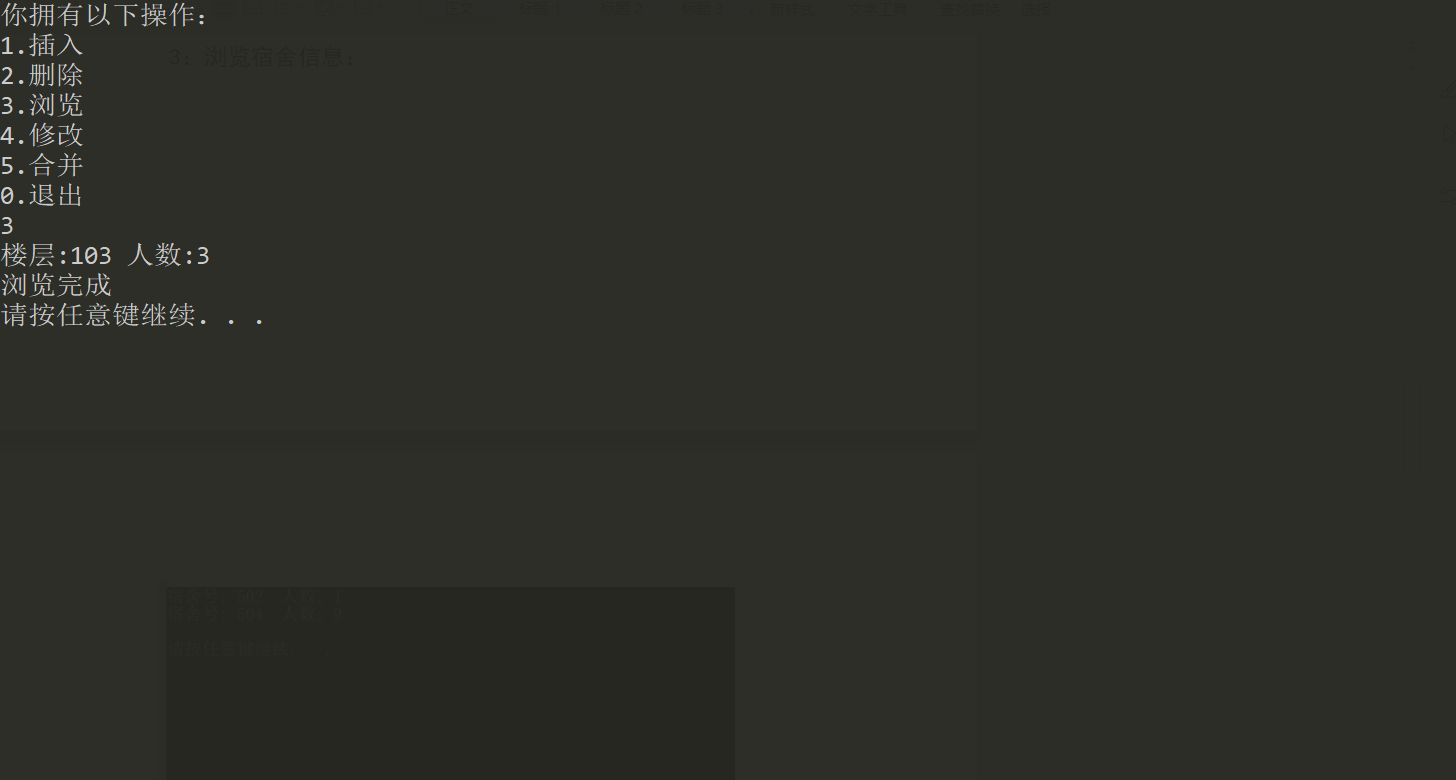 你拥有以下操作:
1.插入
2.删除
3.浏览
4.修改
5.合并
0.退出
3
楼层:103 人数:3
浏览完成
请按任意键继续. . .
3：浏览宿舍信息：